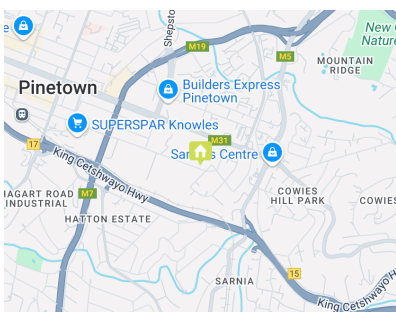 e
Shepsto
M19
New G
Nature
M5
MOUNTAIN
RIDGE
Pinetown
Builders Express
Pinetown
SUPERSPAR Knowles
17
M31
Sar
s Centre
King Cetshwayo Hwy
HAGART ROAD
INDUSTRIAL
M7
COWIES
HILL PARK
COWIES
HATTON ESTATE
SARNIA
15
King Cetshwayo H